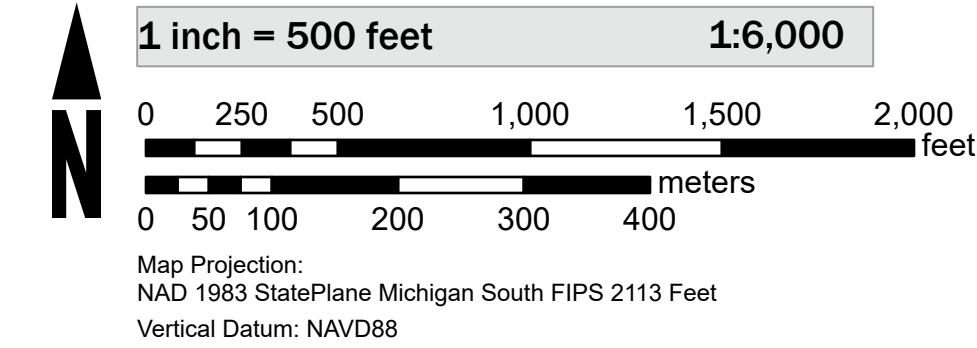 1 inch = 500 feet 1:6,000
0 250 500 1,000 1,500 2,000
feet
meters
0 50 100 200 300 400
N
Map Projection:
NAD 1983 StatePlane Michigan South FIPS 2113 Feet
Vertical Datum: NAVD88